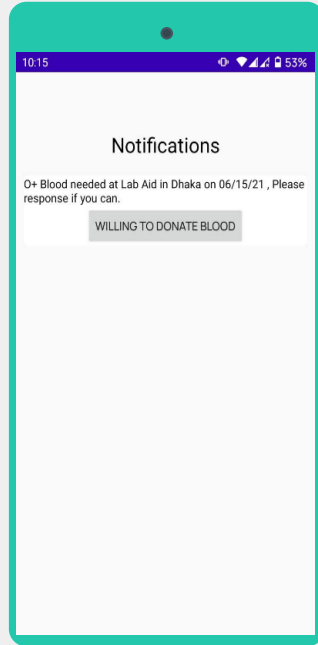 10:15
53%
Notifications
O+ Blood needed at Lab Aid in Dhaka on 06/15/21 , Please
response if you can.
WILLING TO DONATE BLOOD